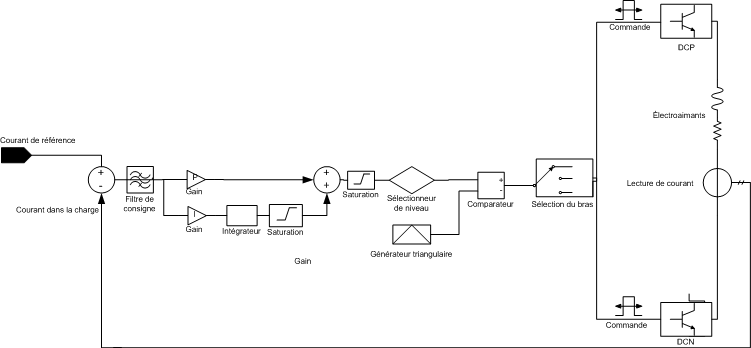 Commande
DCP
Électroaimants
Courant de référence
+
-
Courant dans la charge
Filtre de
consigne
P
Gain
I
Gain
Intégrateur
Saturation
+
+
Saturation
Sélectionneur
de niveau
+
-
Comparateur
Générateur triangulaire
Sélection du bras
Lecture de courant
Gain
Commande
DCN